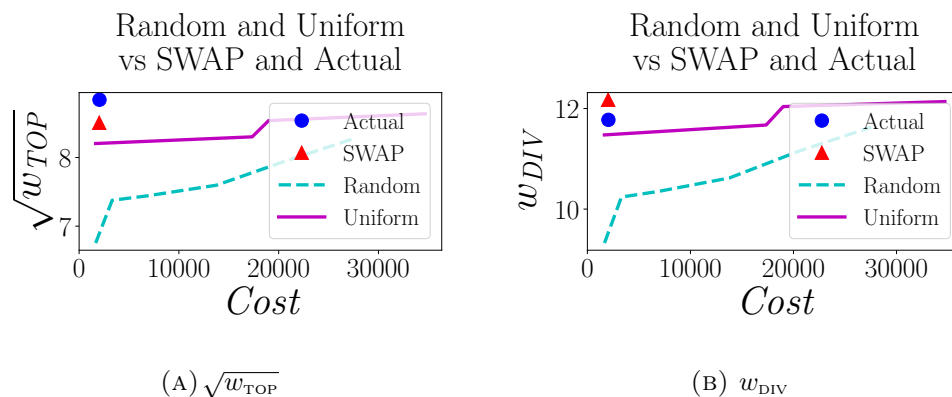 Random and Uniform
vs SWAP and Actual
√w_TOP
8
7
Actual
SWAP
Random
Uniform
0 10000 20000 30000
Cost
(A) √w_TOP
Random and Uniform
vs SWAP and Actual
w_DIV
12
10
Actual
SWAP
Random
Uniform
0 10000 20000 30000
Cost
(B) w_DIV